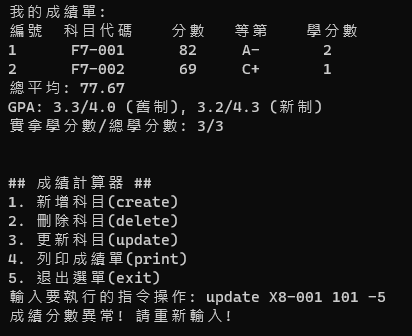 我的成績單:
編號 科目代碼 分數 等第 學分數
1 F7-001 82 A- 2
2 F7-002 69 C+ 1
總平均: 77.67
GPA: 3.3/4.0 (舊制), 3.2/4.3 (新制)
實拿學分數/總學分數: 3/3
## 成績計算器 ##
1. 新增科目(create)
2. 刪除科目(delete)
3. 更新科目(update)
4. 列印成績單(print)
5. 退出選單(exit)
輸入要執行的指令操作: update X8-001 101 -5
成績分數異常! 請重新輸入!